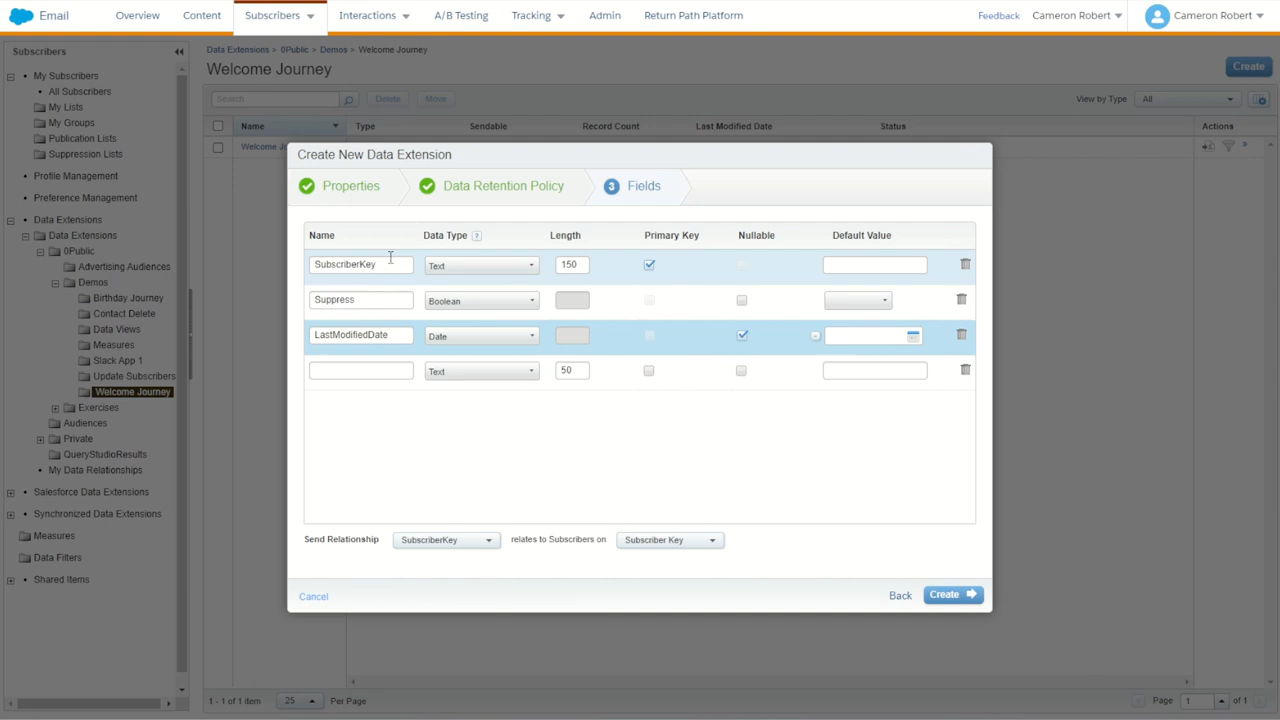 Email
Overview
Content
Subscribers
Interactions
A/B Testing
Tracking
Admin
Return Path Platform
Feedback
Cameron Robert
Cameron Robert
Subscribers
My Subscribers
All Subscribers
My Lists
My Groups
Publication Lists
Suppression Lists
Profile Management
Preference Management
Data Extensions
Data Extensions
0Public
Advertising Audiences
Demos
Birthday Journey
Contact Delete
Data Views
Measures
Slack App 1
Update Subscribers
Welcome Journey
Exercises
Audiences
Private
QueryStudioResults
My Data Relationships
Salesforce Data Extensions
Synchronized Data Extensions
Measures
Data Filters
Shared Items
Data Extensions > 0Public > Demos > Welcome Journey
Welcome Journey
Create
Search
Delete
Move
View by Type
All
Name
Type
Sendable
Record Count
Last Modified Date
Status
Actions
Welcome Jo
Create New Data Extension
Properties
Data Retention Policy
3 Fields
Name
Data Type ?
Length
Primary Key
Nullable
Default Value
SubscriberKey
Text
150
Suppress
Boolean
LastModifiedDate
Date
Text
50
Send Relationship
SubscriberKey
relates to Subscribers on
Subscriber Key
Cancel
Back
Create
1 - 1 of 1 item
25
Per Page
Page
1
of 1